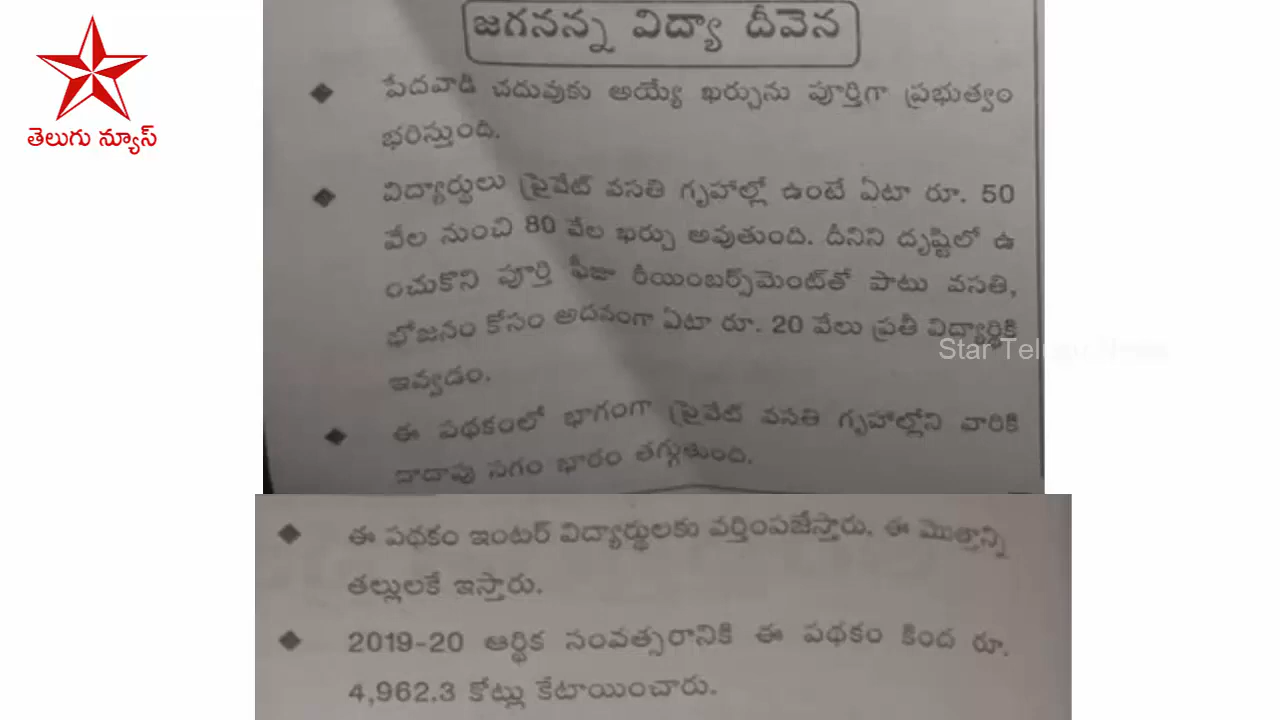 తెలుగు న్యూస్
జగనన్న విద్యా దీవెన
◆ పేదవాడి చదువుకు అయ్యే ఖర్చును పూర్తిగా ప్రభుత్వం
భరిస్తుంది.
◆ విద్యార్థులు ప్రైవేట్ వసతి గృహాల్లో ఉంటే ఏటా రూ. 50
వేల నుంచి 80 వేల ఖర్చు అవుతుంది. దీనిని దృష్టిలో ఉ
ంచుకొని పూర్తి ఫీజు రీయింబర్స్‌మెంట్‌తో పాటు వసతి,
భోజనం కోసం అదనంగా ఏటా రూ. 20 వేలు ప్రతీ విద్యార్థికి
Star Telugu News
ఇవ్వడం.
◆ ఈ పథకంలో భాగంగా ప్రైవేట్ వసతి గృహాల్లోని వారికి
దాదాపు సగం భారం తగ్గుతుంది.
◆ ఈ పథకం ఇంటర్ విద్యార్థులకు వర్తింపజేస్తారు. ఈ మొత్తాన్ని
తల్లులకే ఇస్తారు.
◆ 2019-20 ఆర్థిక సంవత్సరానికి ఈ పథకం కింద రూ.
4,962.3 కోట్లు కేటాయించారు.